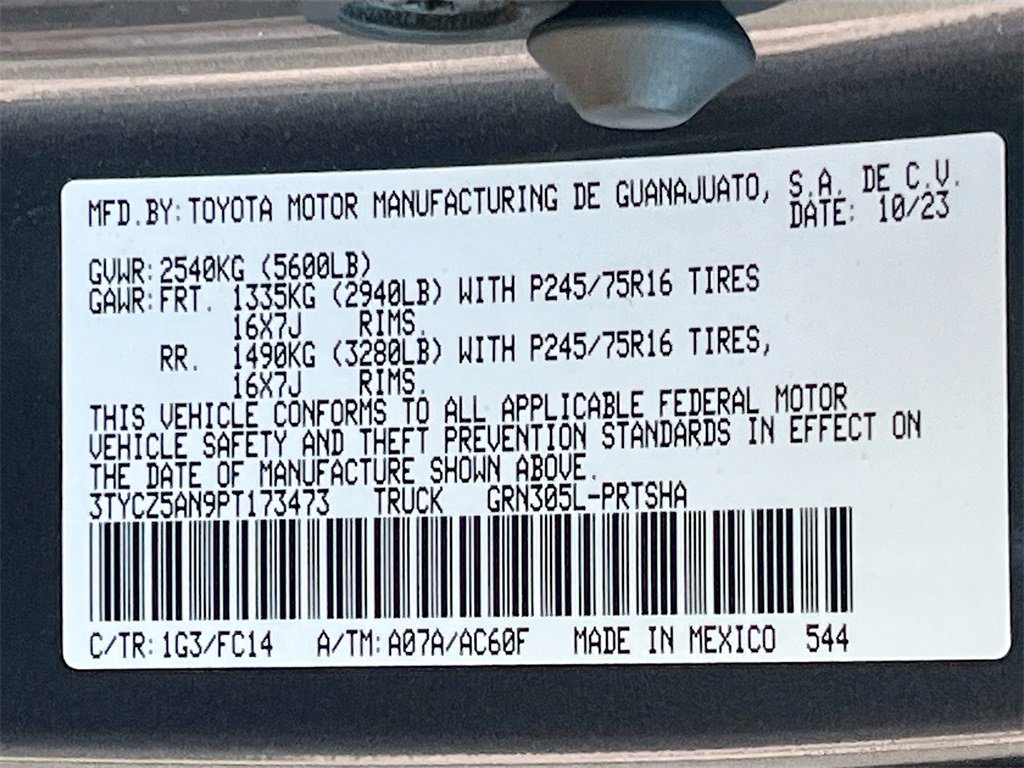 MFD.BY: TOYOTA MOTOR MANUFACTURING DE GUANAJUATO, S.A. DE C.V.
DATE: 10/23
GVWR: 2540KG (5600LB)
GAWR: FRT. 1335KG (2940LB) WITH P245/75R16 TIRES
16X7J RIMS.
RR. 1490KG (3280LB) WITH P245/75R16 TIRES,
16X7J RIMS.
THIS VEHICLE CONFORMS TO ALL APPLICABLE FEDERAL MOTOR
VEHICLE SAFETY AND THEFT PREVENTION STANDARDS IN EFFECT ON
THE DATE OF MANUFACTURE SHOWN ABOVE.
3TYCZ5AN9PT173473 TRUCK GRN305L-PRTSHA
C/TR: 1G3/FC14 A/TM: A07A/AC60F MADE IN MEXICO 544